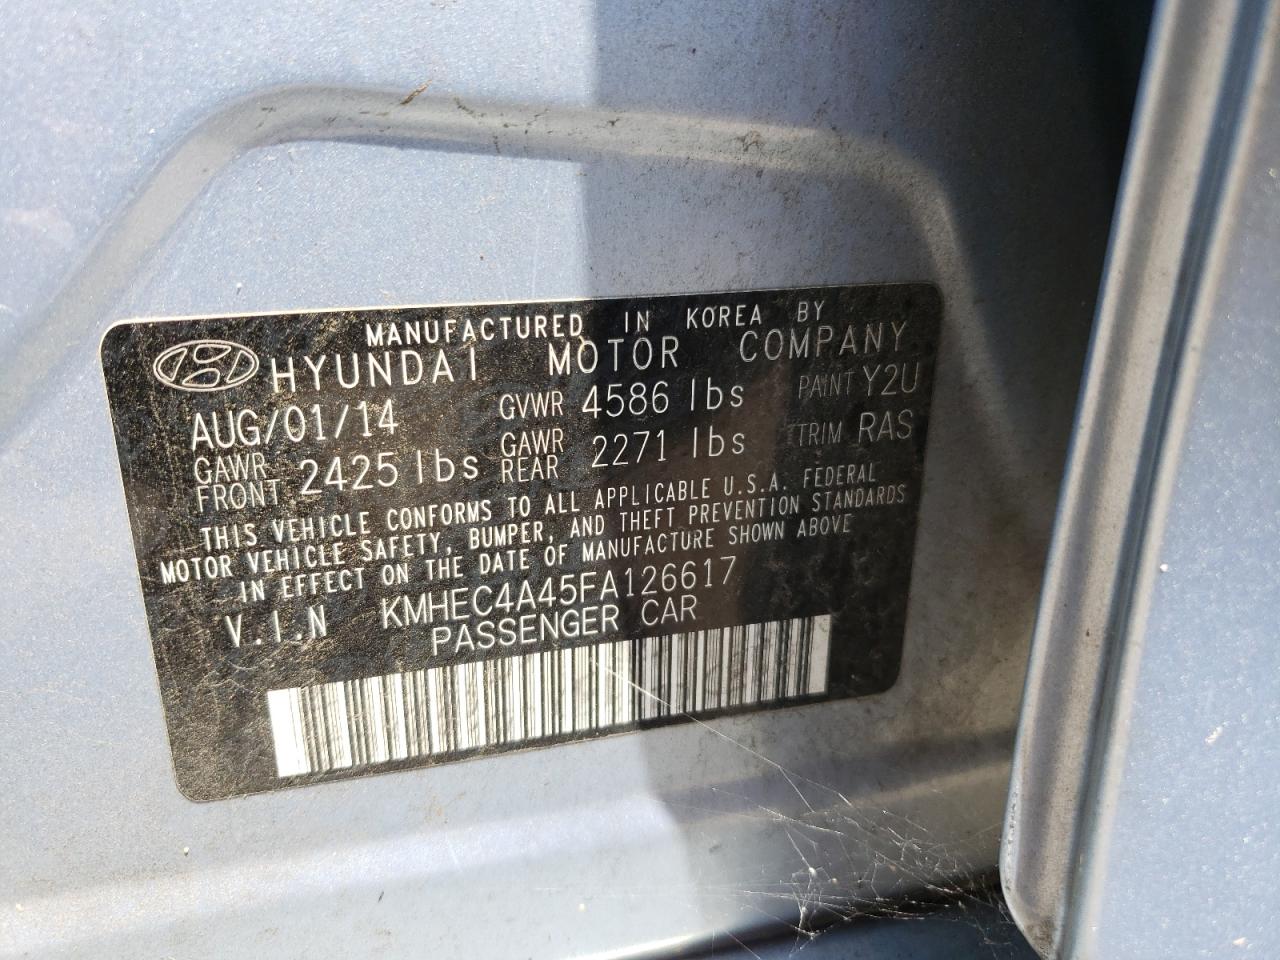 MANUFACTURED IN KOREA BY
HYUNDAI MOTOR COMPANY
AUG/01/14 GVWR 4586 lbs PAINT Y2U
GAWR FRONT 2425 lbs GAWR REAR 2271 lbs TRIM RAS
THIS VEHICLE CONFORMS TO ALL APPLICABLE U.S.A. FEDERAL
MOTOR VEHICLE SAFETY, BUMPER, AND THEFT PREVENTION STANDARDS
IN EFFECT ON THE DATE OF MANUFACTURE SHOWN ABOVE
V.I.N KMHEC4A45FA126617
PASSENGER CAR